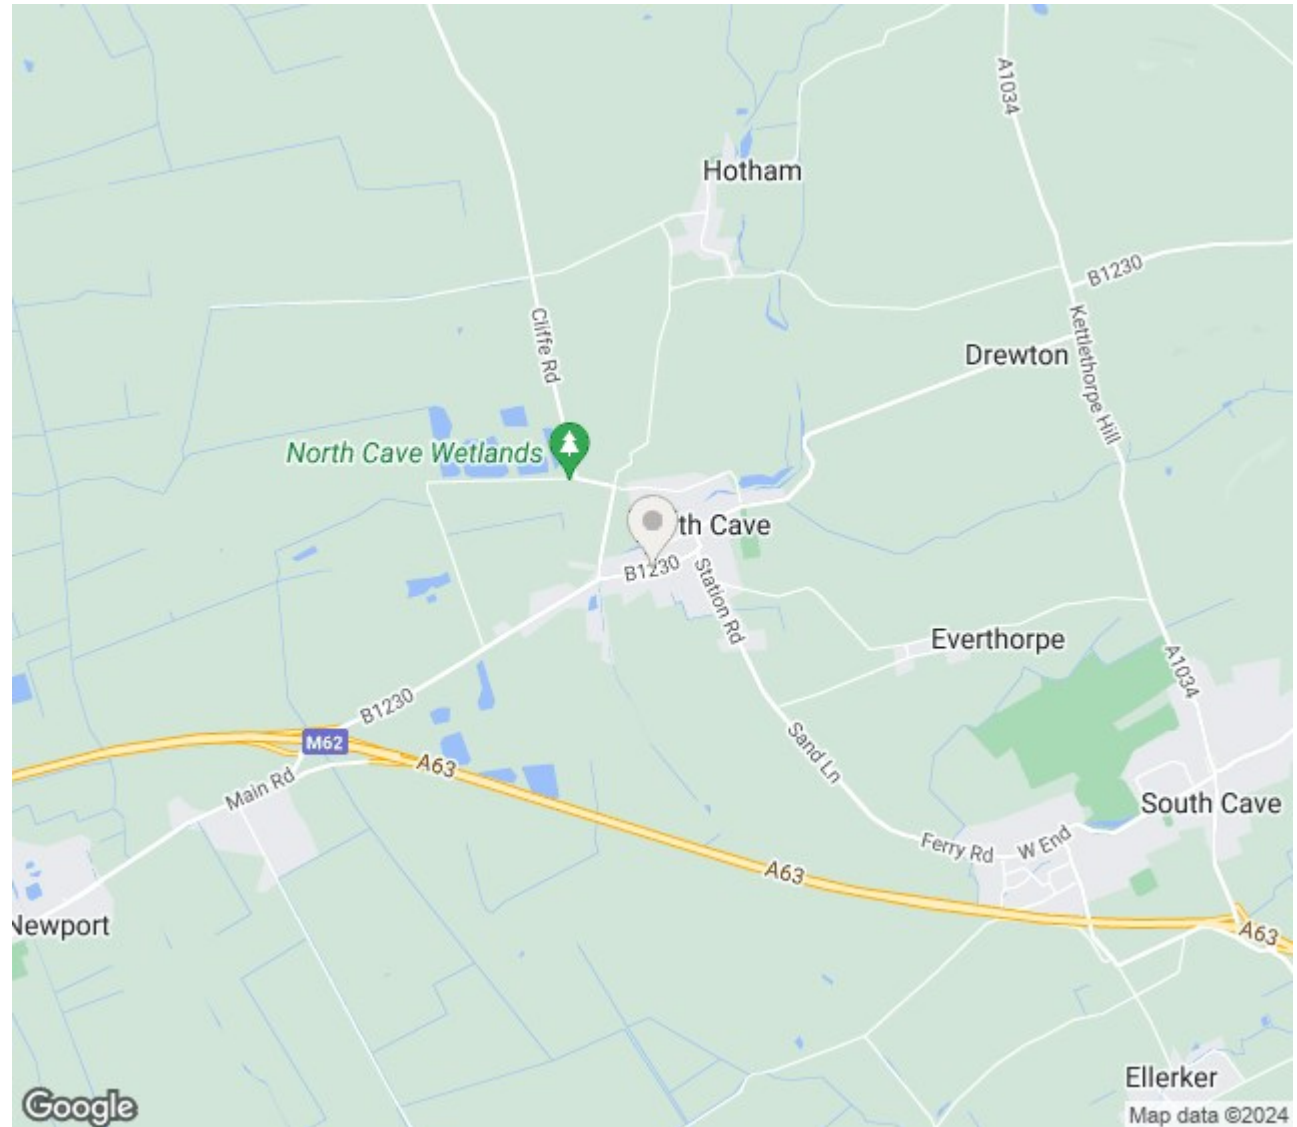 A1034
Hotham
B1230
Cliffe Rd
Kettlethorpe Hill
Drewton
North Cave Wetlands
th Cave
B1230
Station Rd
Everthorpe
A1034
B1230
M62
A63
Sand Ln
Main Rd
South Cave
Ferry Rd
W End
A63
Newport
A63
Ellerker
Google
Map data ©2024